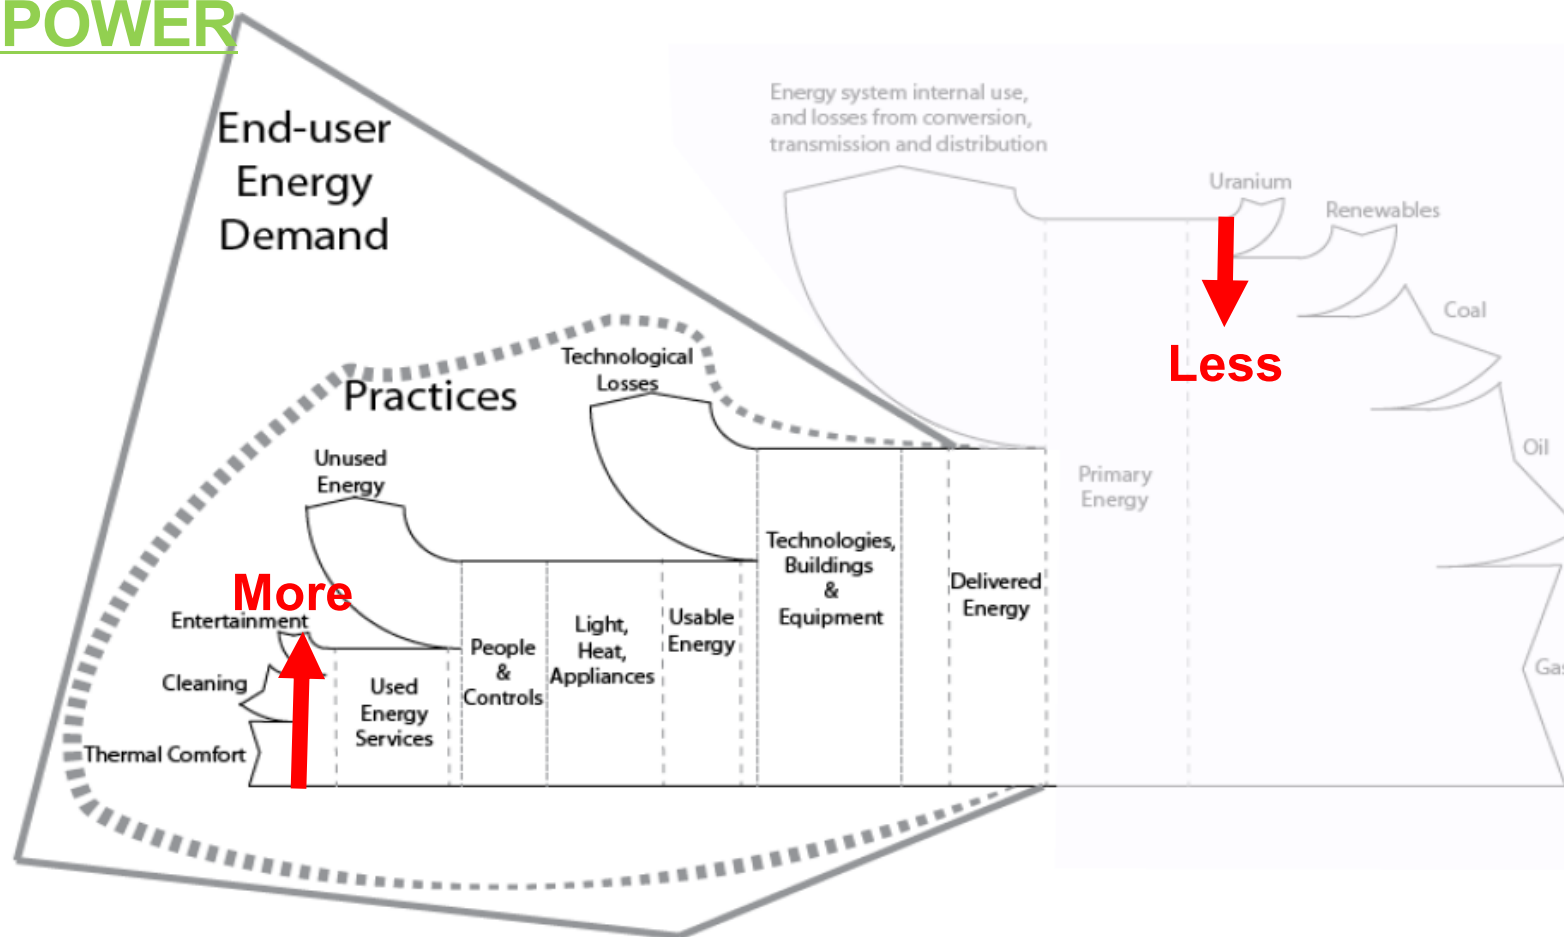 POWER
End-user
Energy
Demand
Energy system internal use,
and losses from conversion,
transmission and distribution
Uranium
Renewables
Coal
Less
Oil
Technological
Losses
Practices
Unused
Energy
Primary
Energy
Technologies,
Buildings
&
Equipment
Delivered
Energy
More
Entertainment
Light,
Heat,
Appliances
Usable
Energy
People
&
Controls
Cleaning
Used
Energy
Services
Gas
Thermal Comfort